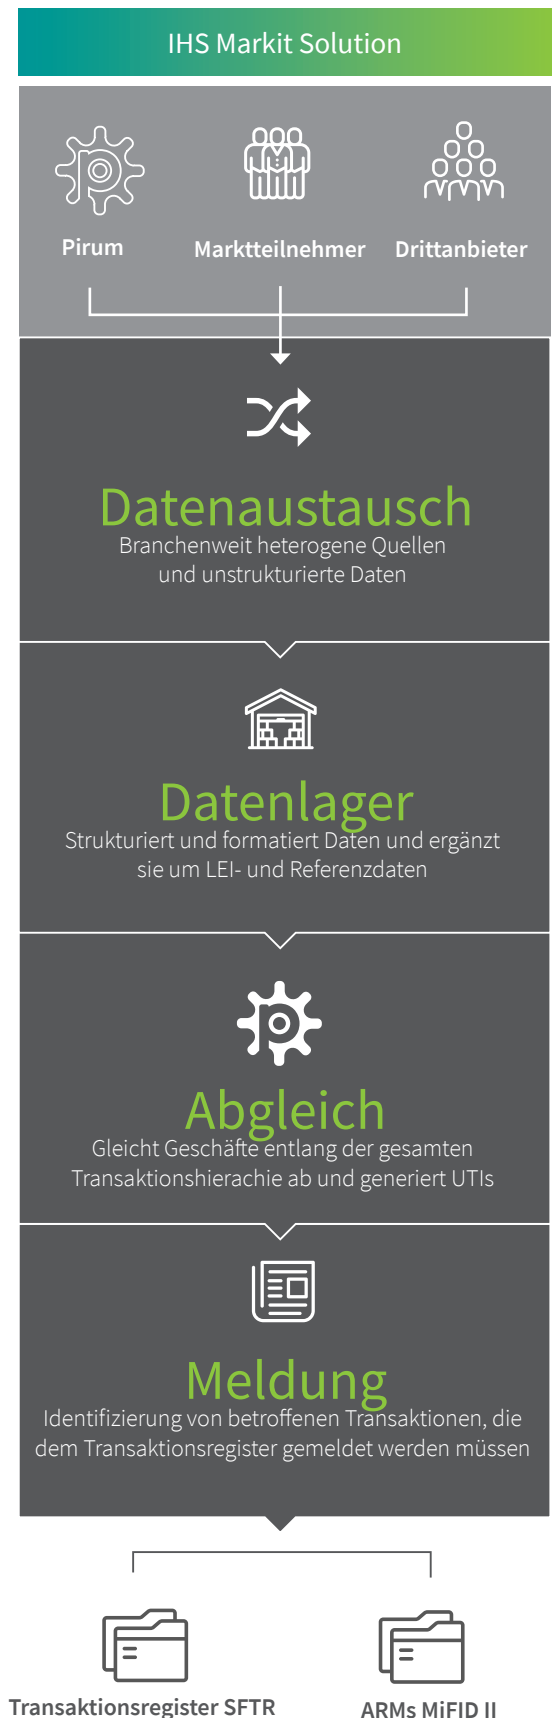 IHS Markit Solution
Pirum
Marktteilnehmer
Drittanbieter
Datenaustausch
Branchenweit heterogene Quellen
und unstrukturierte Daten
Datenlager
Strukturiert und formatiert Daten und ergänzt
sie um LEI- und Referenzdaten
Abgleich
Gleicht Geschäfte entlang der gesamten
Transaktionshierachie ab und generiert UTIs
Meldung
Identifizierung von betroffenen Transaktionen, die
dem Transaktionsregister gemeldet werden müssen
Transaktionsregister SFTR
ARMs MiFID II